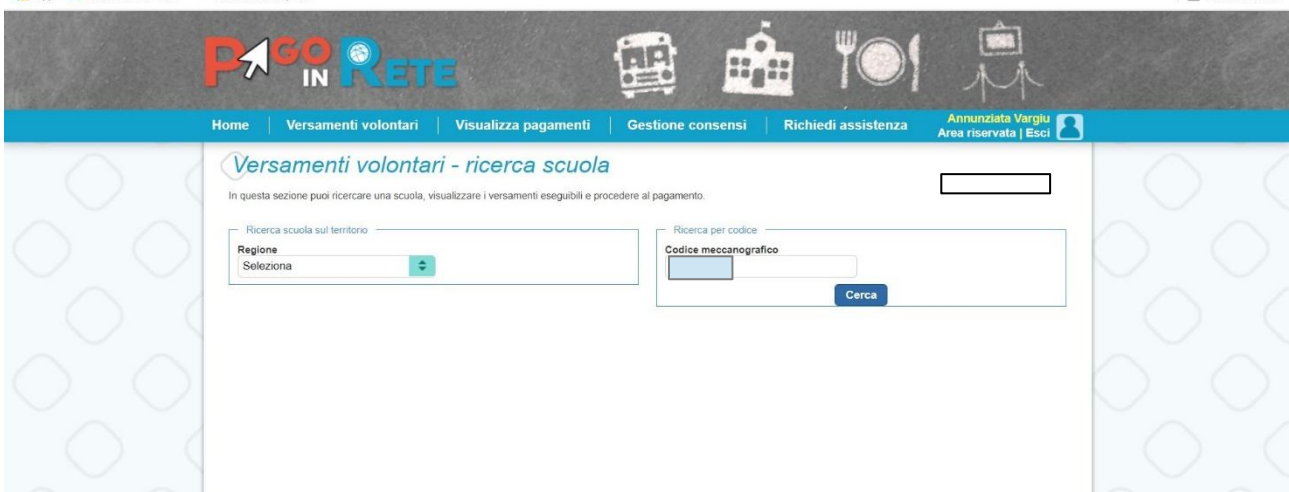 PAGO
IN RETE
Home | Versamenti volontari | Visualizza pagamenti | Gestione consensi | Richiedi assistenza
Annunziata Vargiu
Area riservata | Esci
Versamenti volontari - ricerca scuola
In questa sezione puoi ricercare una scuola, visualizzare i versamenti eseguibili e procedere al pagamento.
Ricerca scuola sul territorio
Regione
Seleziona
Ricerca per codice
Codice meccanografico
Cerca